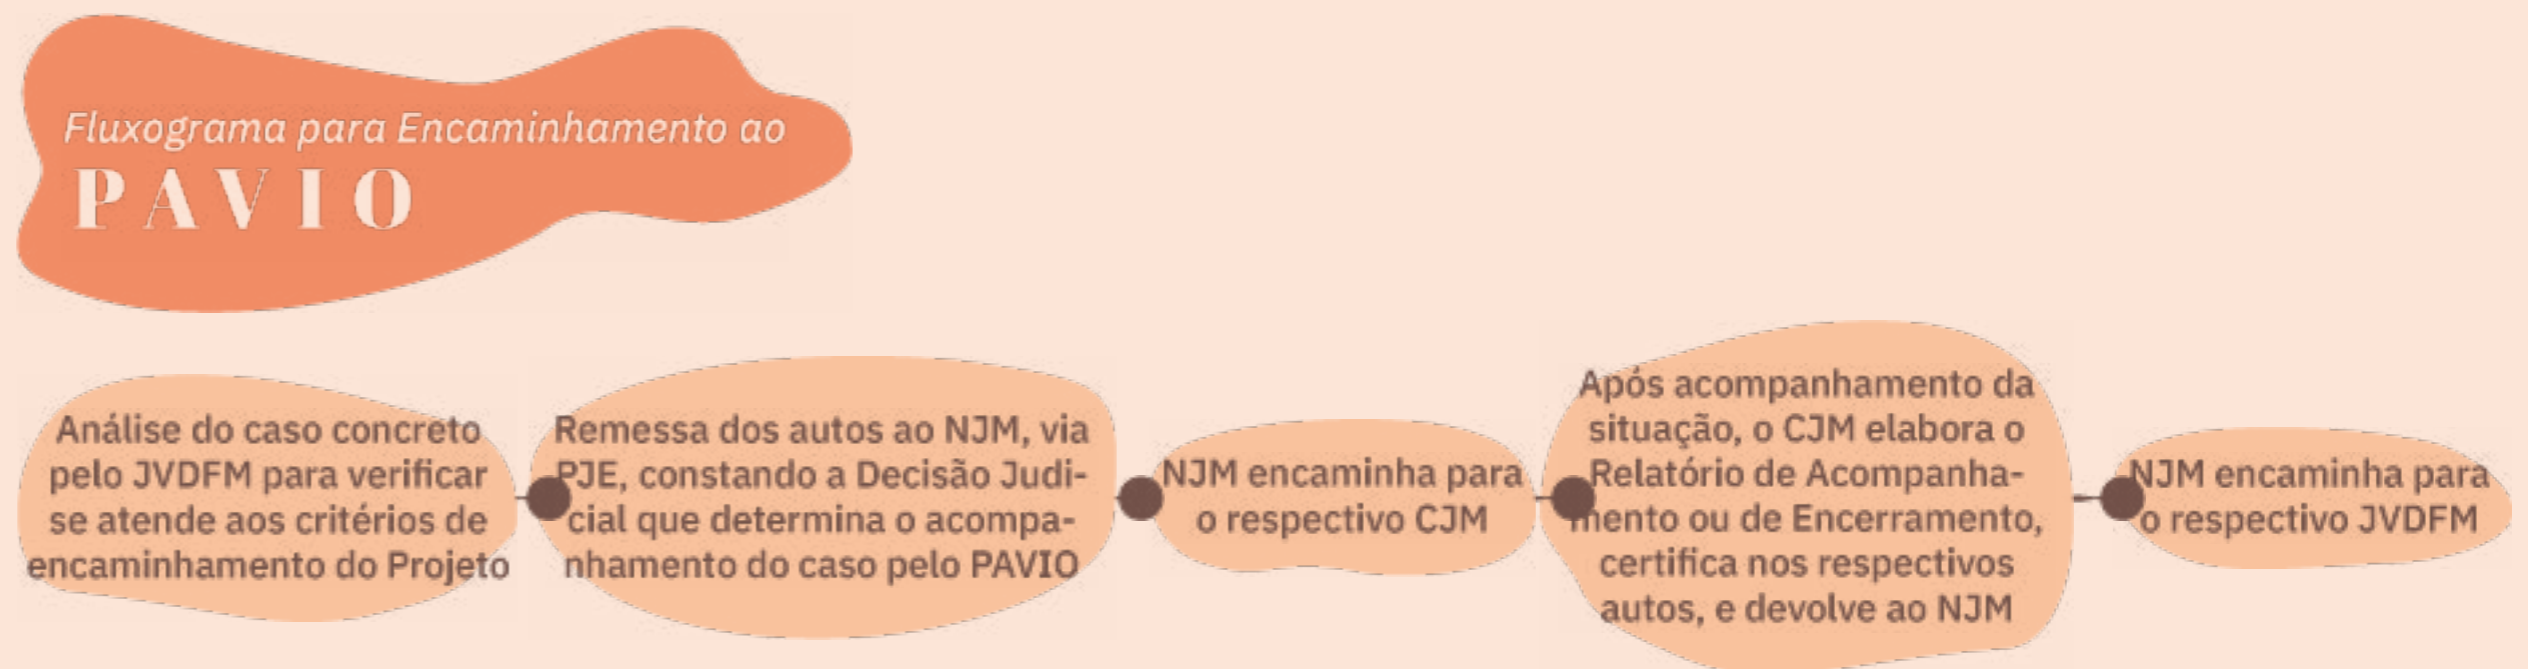 Fluxograma para Encaminhamento ao
PAVIO
Análise do caso concreto
pelo JVDFM para verificar
se atende aos critérios de
encaminhamento do Projeto
Remessa dos autos ao NJM, via
PJE, constando a Decisão Judi-
cial que determina o acompa-
nhamento do caso pelo PAVIO
NJM encaminha para
o respectivo CJM
Após acompanhamento da
situação, o CJM elabora o
Relatório de Acompanha-
mento ou de Encerramento,
certifica nos respectivos
autos, e devolve ao NJM
NJM encaminha para
o respectivo JVDFM